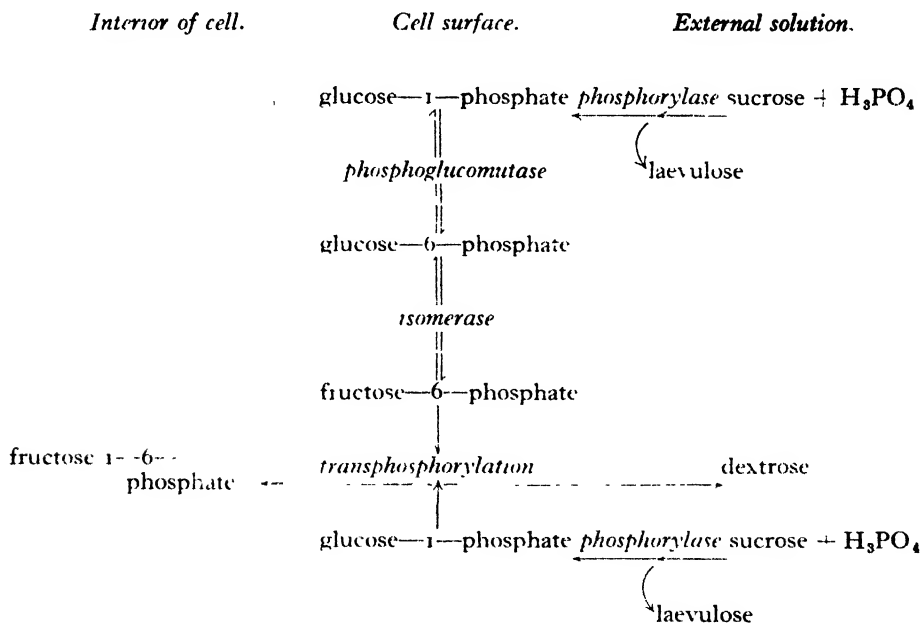 Interior of cell. Cell surface. External solution.
glucose—1—phosphate phosphorylase sucrose + H₃PO₄
phosphoglucomutase laevulose
glucose—6—phosphate
isomerase
fructose—6—phosphate
fructose 1—6—
transphosphorylation dextrose
phosphate
glucose—1—phosphate phosphorylase sucrose + H₃PO₄
laevulose